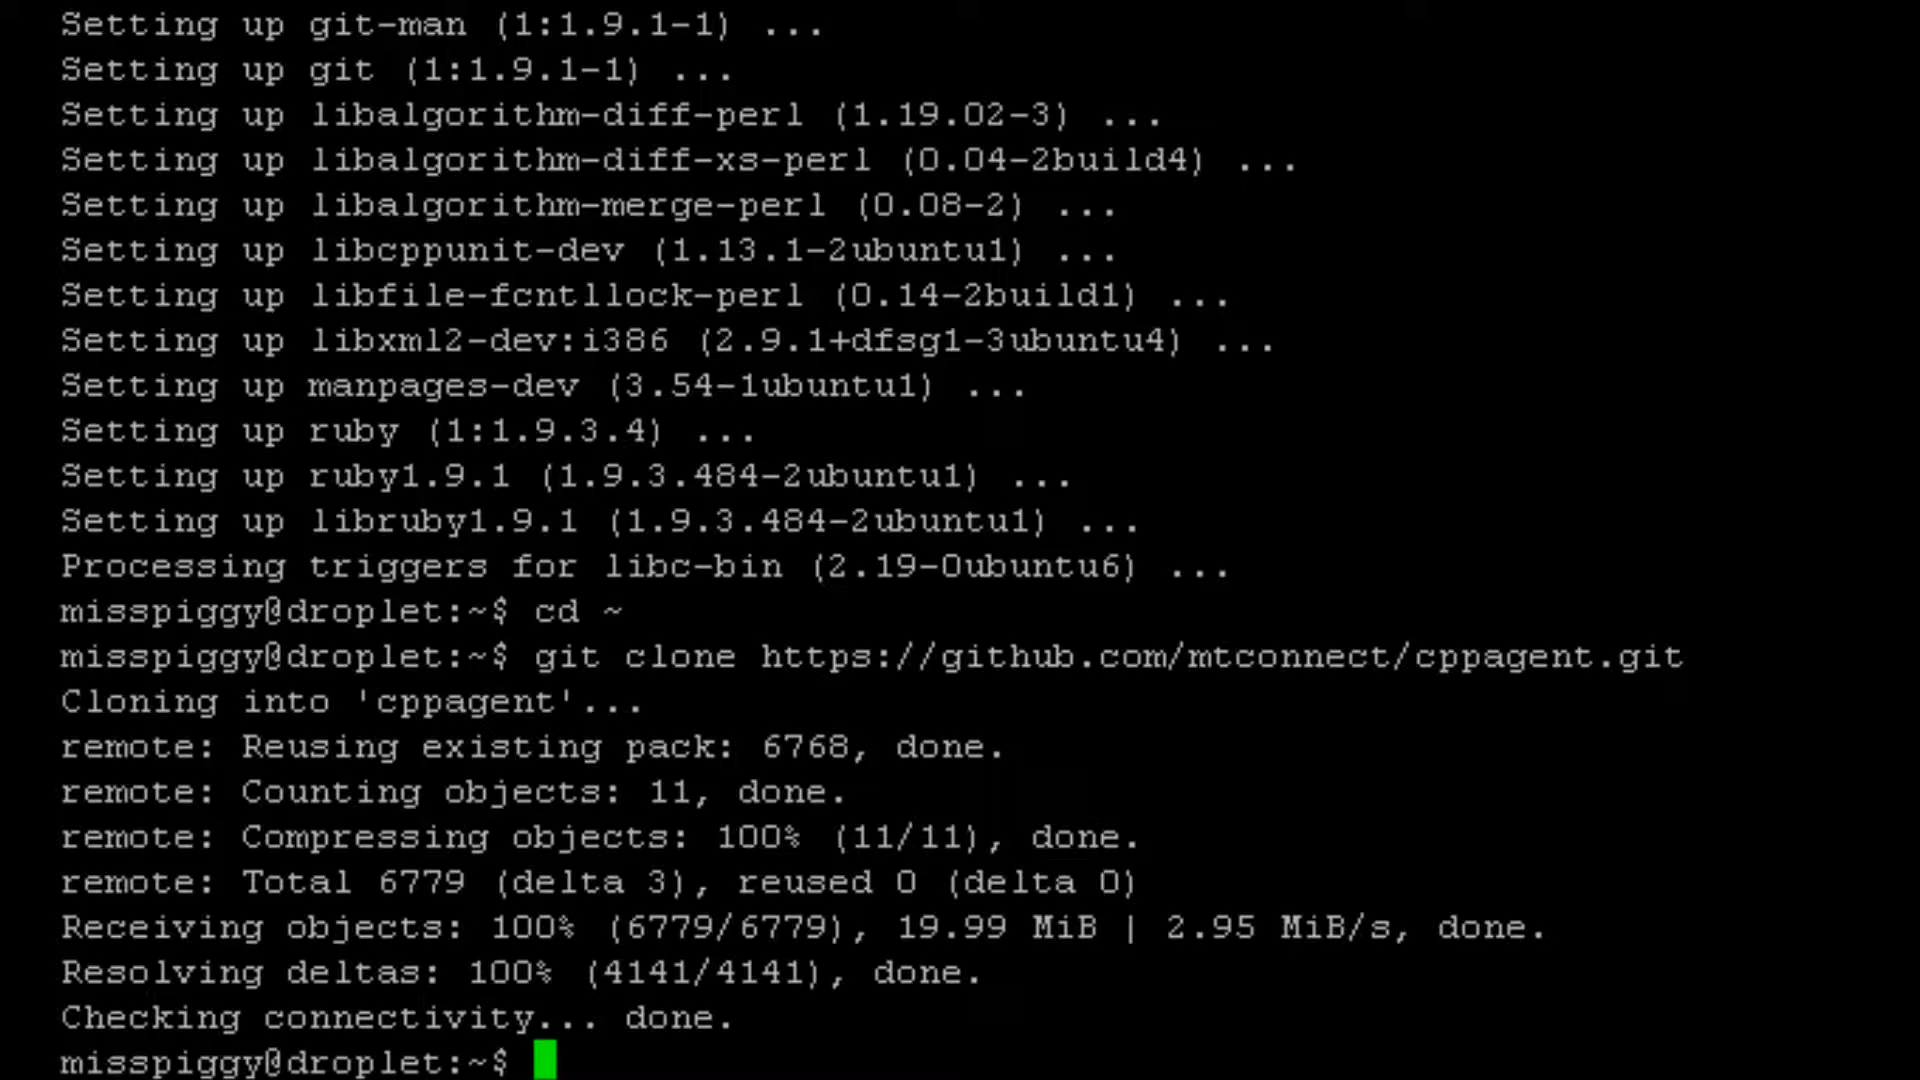 Setting up git-man (1:1.9.1-1) ...
Setting up git (1:1.9.1-1) ...
Setting up libalgorithm-diff-perl (1.19.02-3) ...
Setting up libalgorithm-diff-xs-perl (0.04-2build4) ...
Setting up libalgorithm-merge-perl (0.08-2) ...
Setting up libcppunit-dev (1.13.1-2ubuntu1) ...
Setting up libfile-fcntllock-perl (0.14-2build1) ...
Setting up libxml2-dev:i386 (2.9.1+dfsg1-3ubuntu4) ...
Setting up manpages-dev (3.54-1ubuntu1) ...
Setting up ruby (1:1.9.3.4) ...
Setting up ruby1.9.1 (1.9.3.484-2ubuntu1) ...
Setting up libruby1.9.1 (1.9.3.484-2ubuntu1) ...
Processing triggers for libc-bin (2.19-0ubuntu6) ...
misspiggy@droplet:~$ cd ~
misspiggy@droplet:~$ git clone https://github.com/mtconnect/cppagent.git
Cloning into 'cppagent'...
remote: Reusing existing pack: 6768, done.
remote: Counting objects: 11, done.
remote: Compressing objects: 100% (11/11), done.
remote: Total 6779 (delta 3), reused 0 (delta 0)
Receiving objects: 100% (6779/6779), 19.99 MiB | 2.95 MiB/s, done.
Resolving deltas: 100% (4141/4141), done.
Checking connectivity... done.
misspiggy@droplet:~$